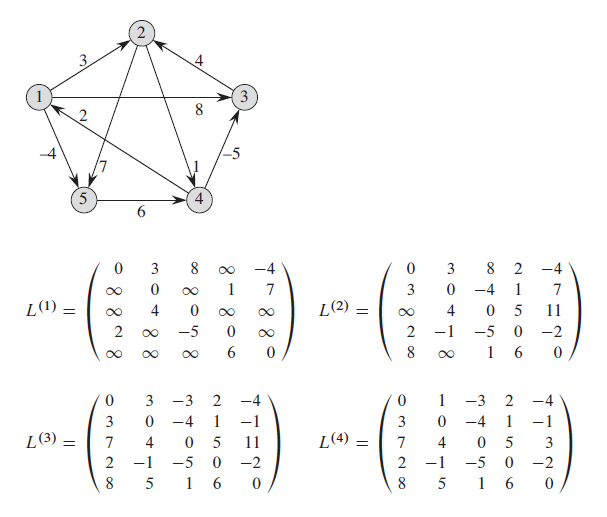 2
3 4
1 3
8
2
-4 7 1 -5
5 4
6
L(1) = ( 0 3 8 ∞ -4
∞ 0 ∞ 1 7
∞ 4 0 ∞ ∞
2 ∞ -5 0 ∞
∞ ∞ ∞ 6 0 )
L(2) = ( 0 3 8 2 -4
3 0 -4 1 7
∞ 4 0 5 11
2 -1 -5 0 -2
8 ∞ 1 6 0 )
L(3) = ( 0 3 -3 2 -4
3 0 -4 1 -1
7 4 0 5 11
2 -1 -5 0 -2
8 5 1 6 0 )
L(4) = ( 0 1 -3 2 -4
3 0 -4 1 -1
7 4 0 5 3
2 -1 -5 0 -2
8 5 1 6 0 )